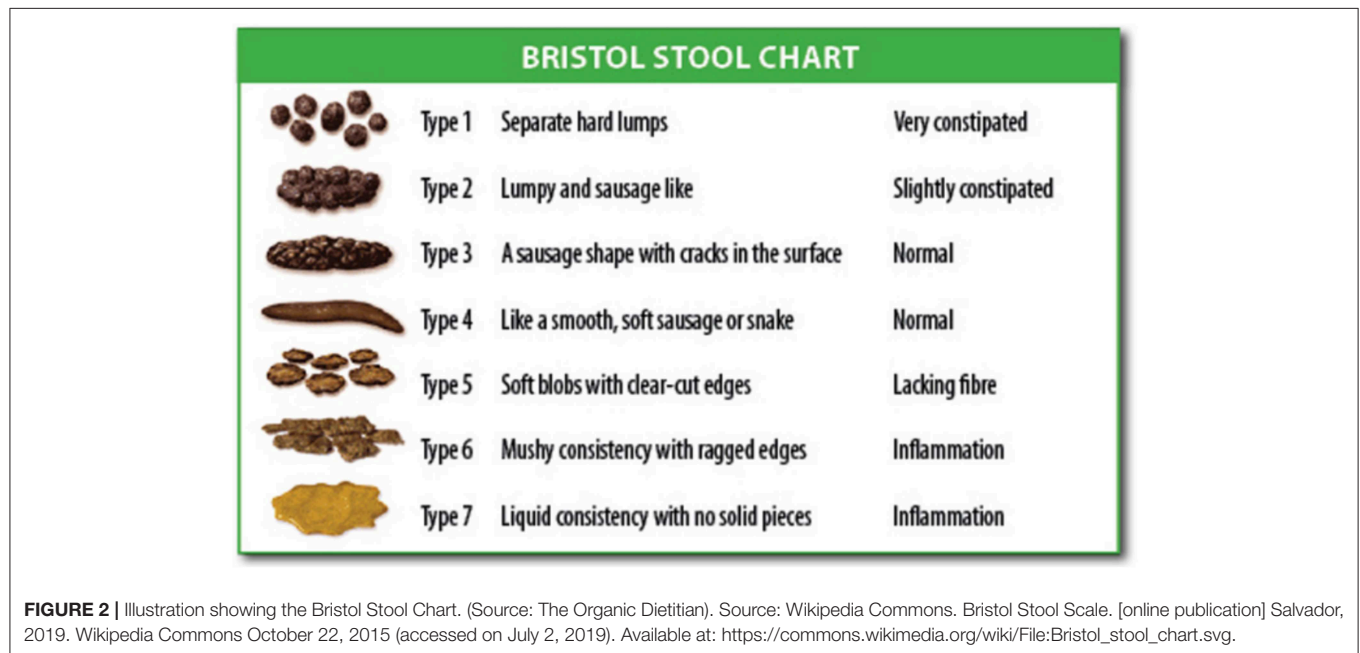 BRISTOL STOOL CHART
Type 1 Separate hard lumps Very constipated
Type 2 Lumpy and sausage like Slightly constipated
Type 3 A sausage shape with cracks in the surface Normal
Type 4 Like a smooth, soft sausage or snake Normal
Type 5 Soft blobs with clear-cut edges Lacking fibre
Type 6 Mushy consistency with ragged edges Inflammation
Type 7 Liquid consistency with no solid pieces Inflammation
FIGURE 2 | Illustration showing the Bristol Stool Chart. (Source: The Organic Dietitian). Source: Wikipedia Commons. Bristol Stool Scale. [online publication] Salvador,
2019. Wikipedia Commons October 22, 2015 (accessed on July 2, 2019). Available at: https://commons.wikimedia.org/wiki/File:Bristol_stool_chart.svg.